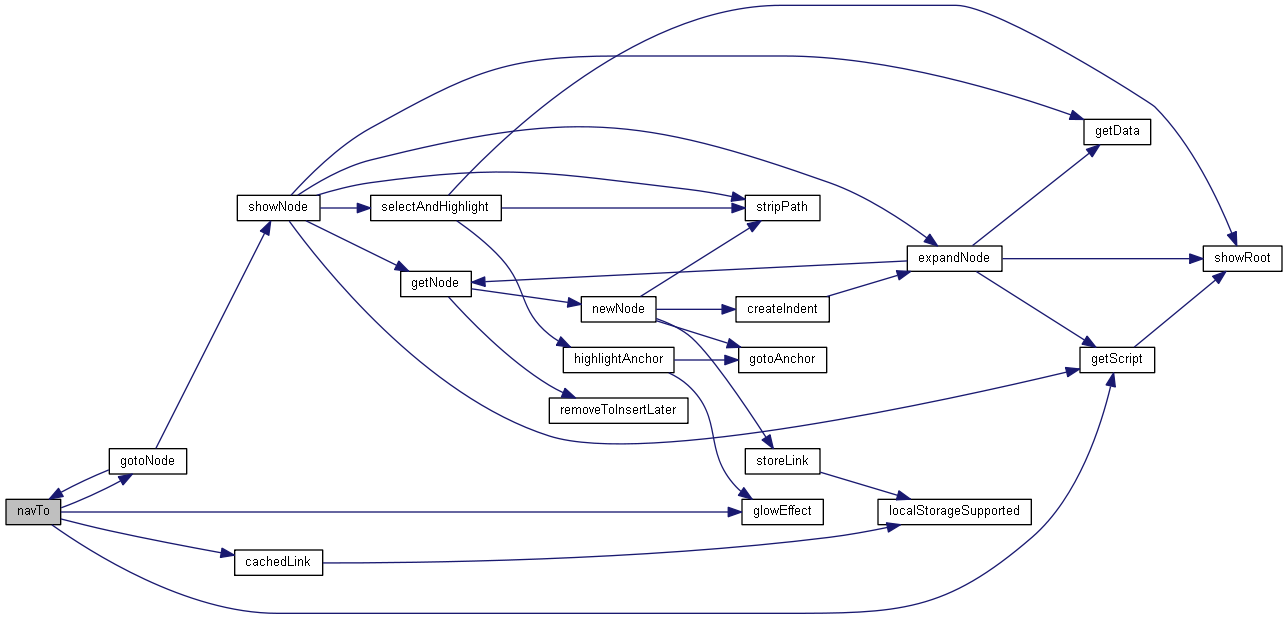 getData
showNode
selectAndHighlight
stripPath
expandNode
showRoot
getNode
newNode
createIndent
highlightAnchor
gotoAnchor
getScript
removeToInsertLater
gotoNode
storeLink
navTo
glowEffect
localStorageSupported
cachedLink